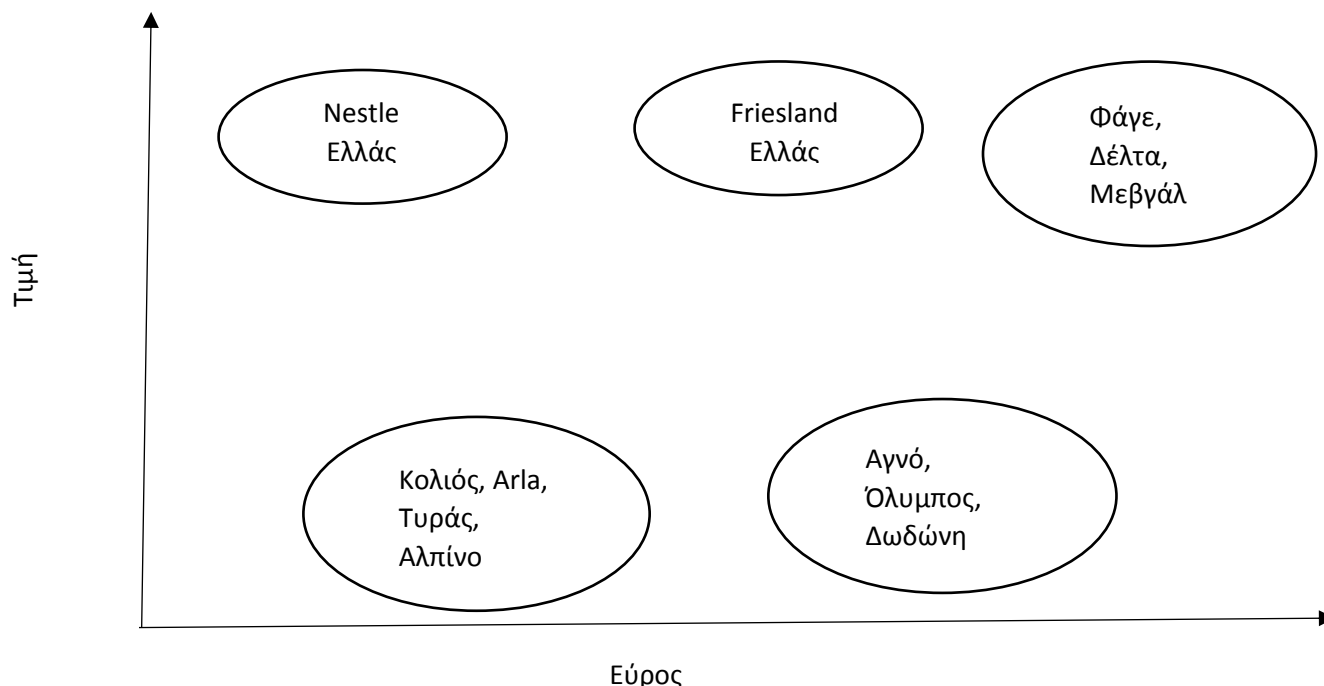 Nestle
Ελλάς
Friesland
Ελλάς
Φάγε,
Δέλτα,
Μεβγάλ
Τιμή
Κολιός, Arla,
Τυράς,
Αλπίνο
Αγνό,
Όλυμπος,
Δωδώνη
Εύρος